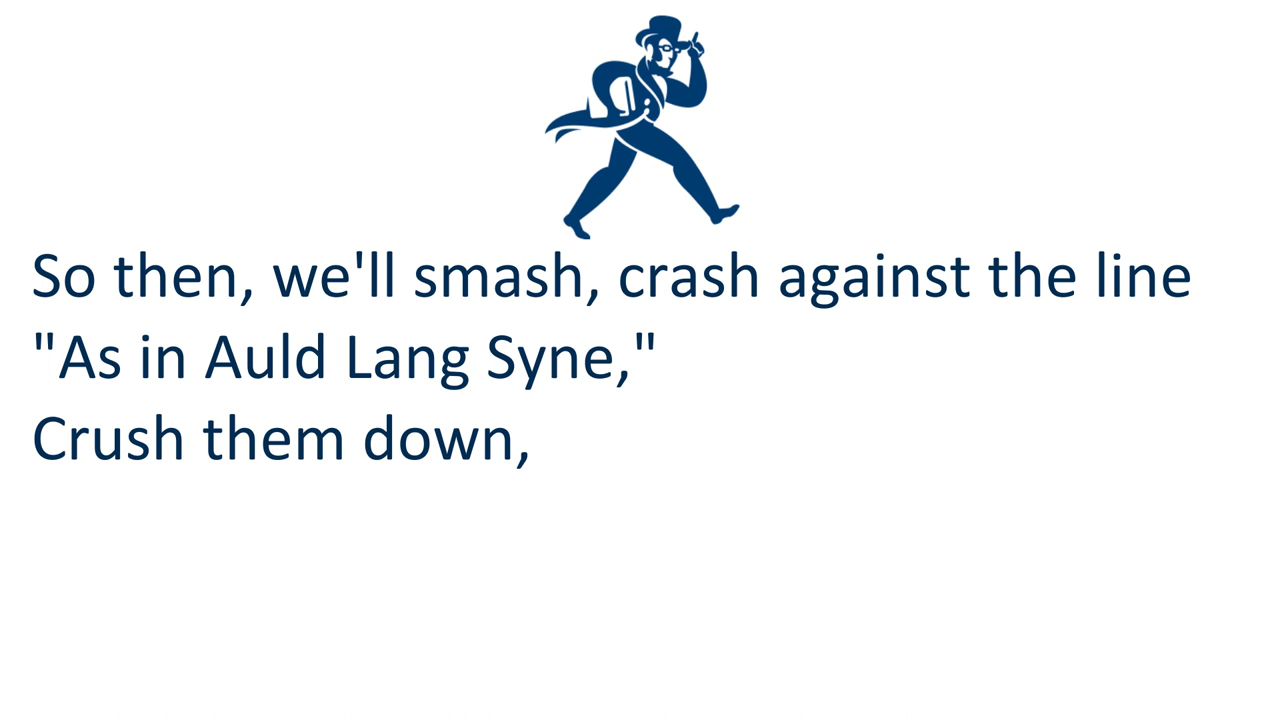 So then, we'll smash, crash against the line
"As in Auld Lang Syne,"
Crush them down,